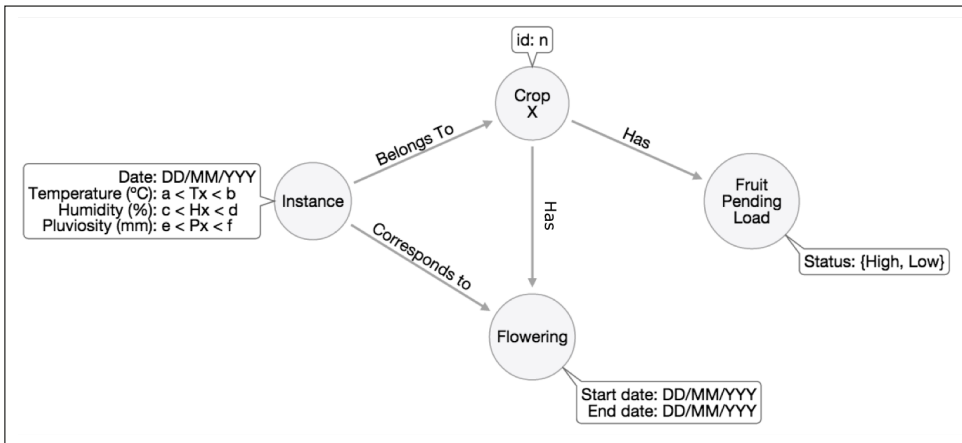 id: n
Crop
X
Belongs To
Has
Date: DD/MM/YYY
Temperature (ºC): a < Tx < b
Humidity (%): c < Hx < d
Pluviosity (mm): e < Px < f
Instance
Fruit
Pending
Load
Has
Corresponds to
Status: {High, Low}
Flowering
Start date: DD/MM/YYY
End date: DD/MM/YYY